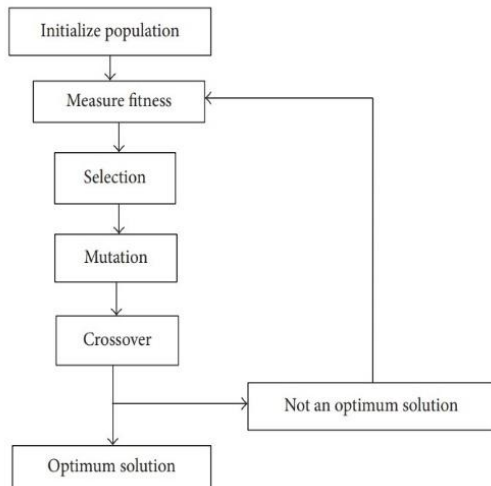 Initialize population
Measure fitness
Selection
Mutation
Crossover
Not an optimum solution
Optimum solution